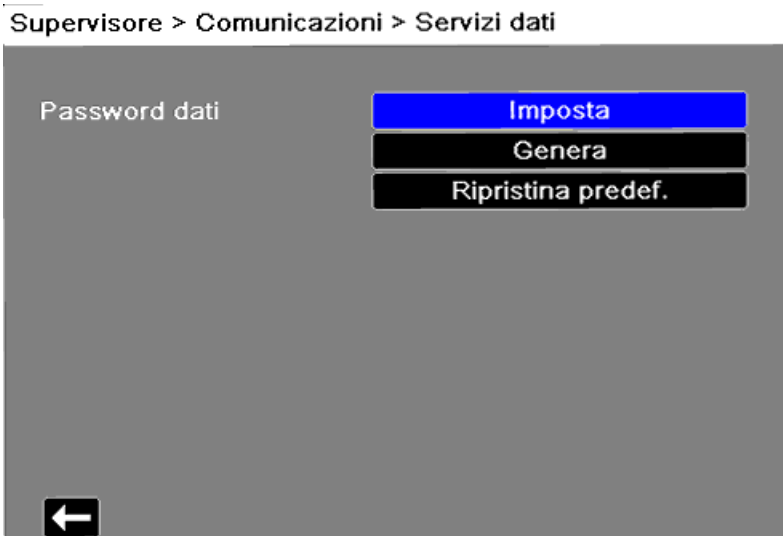 Supervisore > Comunicazioni > Servizi dati
Password dati
Imposta
Genera
Ripristina predef.